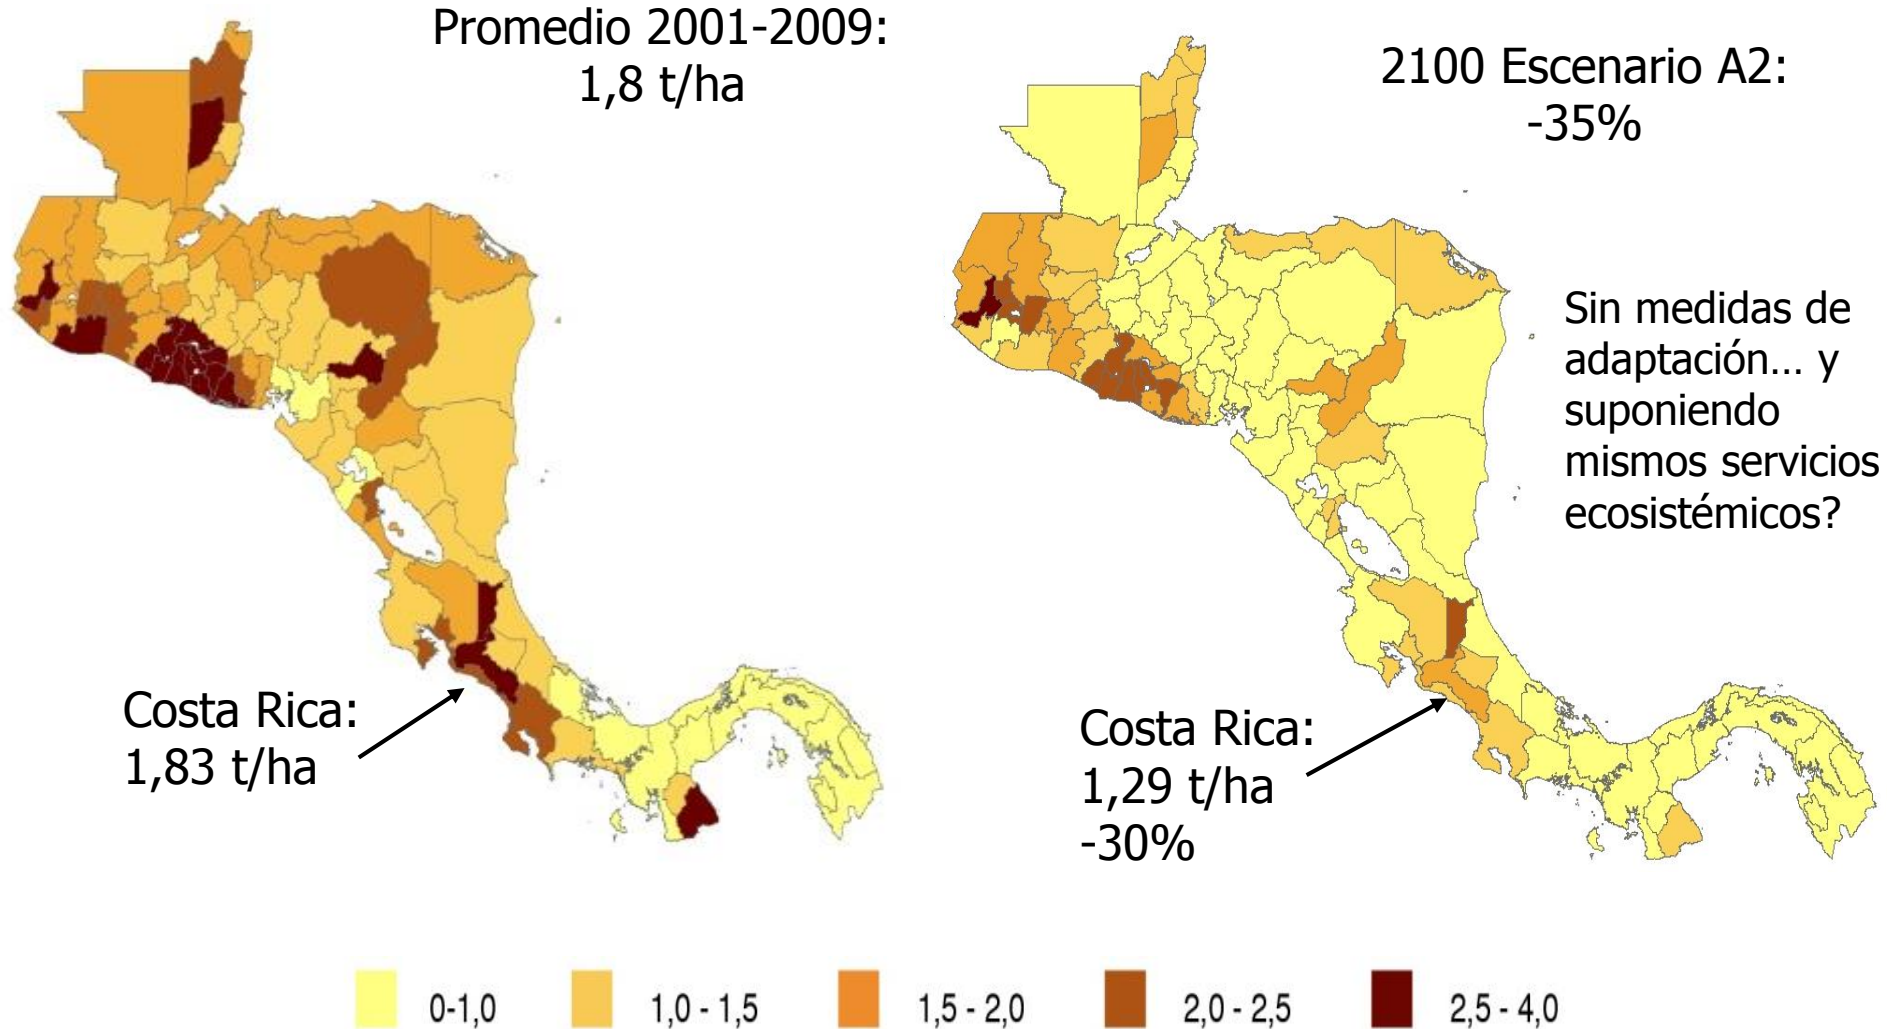 Promedio 2001-2009:
1,8 t/ha
2100 Escenario A2:
-35%
Sin medidas de
adaptación... y
suponiendo
mismos servicios
ecosistémicos?
Costa Rica:
1,83 t/ha
Costa Rica:
1,29 t/ha
-30%
0-1,0
1,0 - 1,5
1,5 - 2,0
2,0 - 2,5
2,5 - 4,0